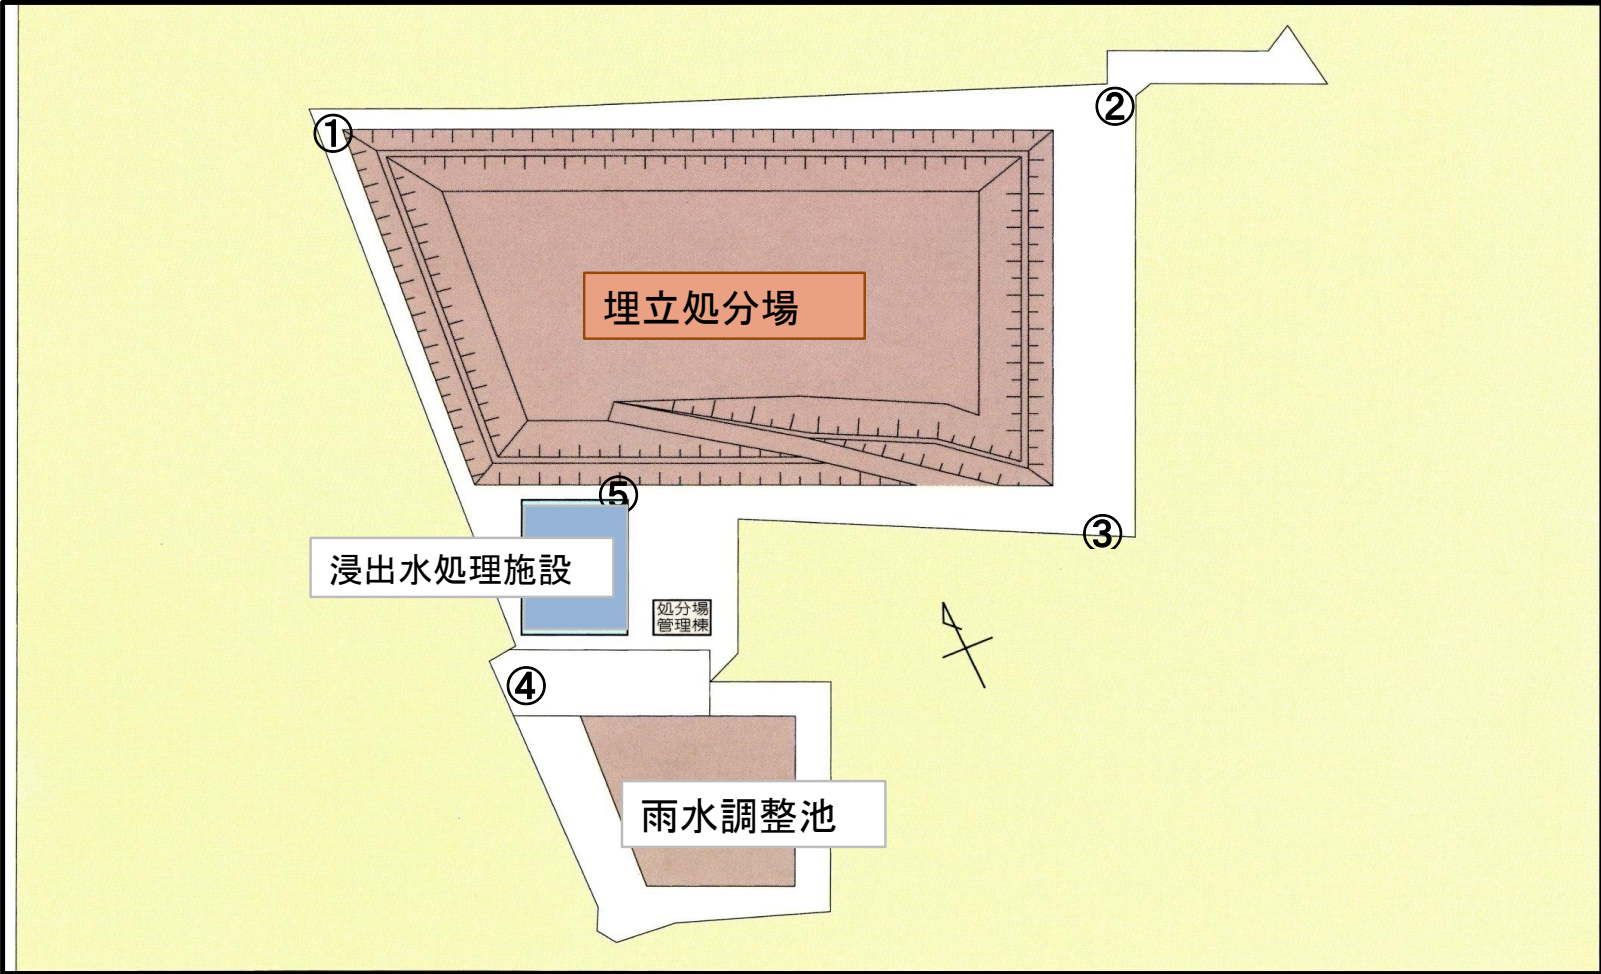 ①
②
埋立処分場
⑤
③
浸出水処理施設
処分場
管理棟
④
雨水調整池